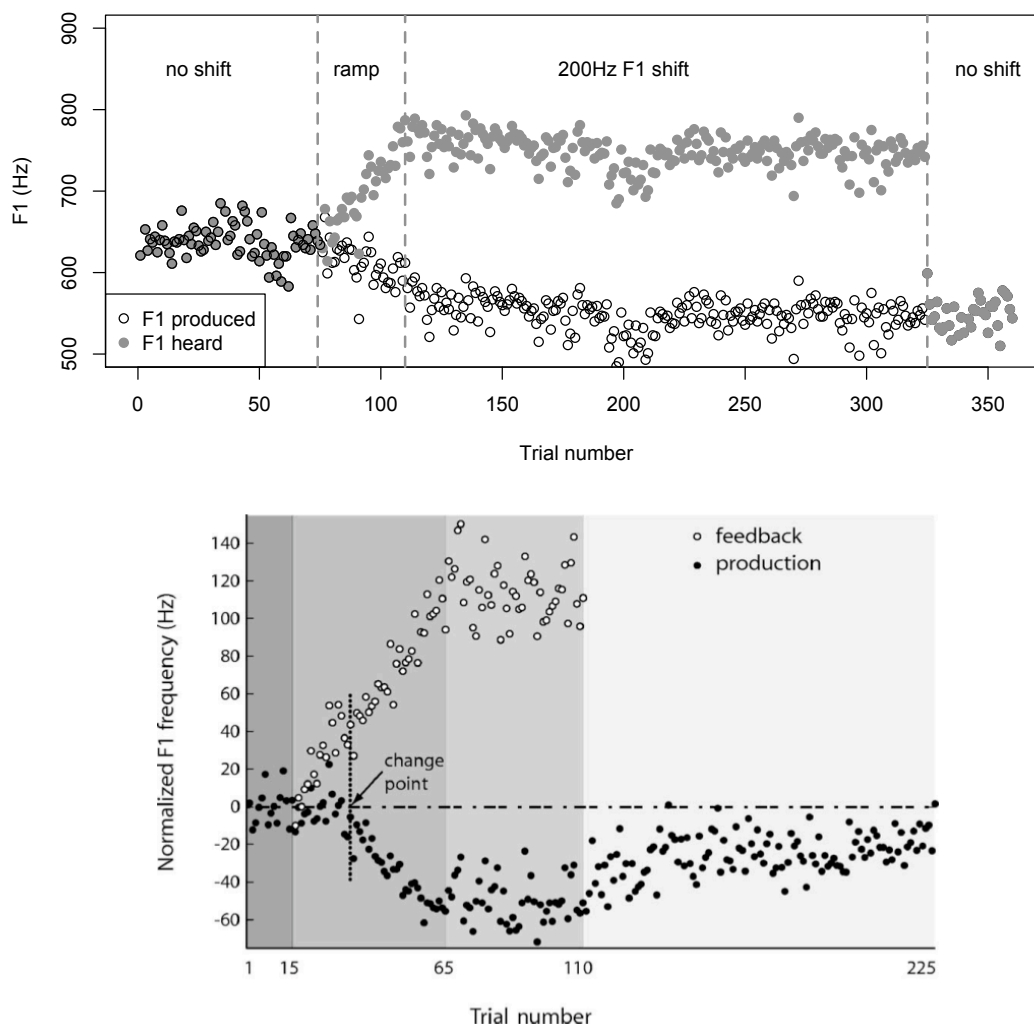 900
no shift
ramp
200Hz F1 shift
no shift
800
F1 (Hz)
700
600
F1 produced
F1 heard
500
0
50
100
150
200
250
300
350
Trial number
feedback
production
140
120
100
80
60
40
20
0
-20
-40
-60
Normalized F1 frequency (Hz)
change
point
1
15
65
110
225
Trial number